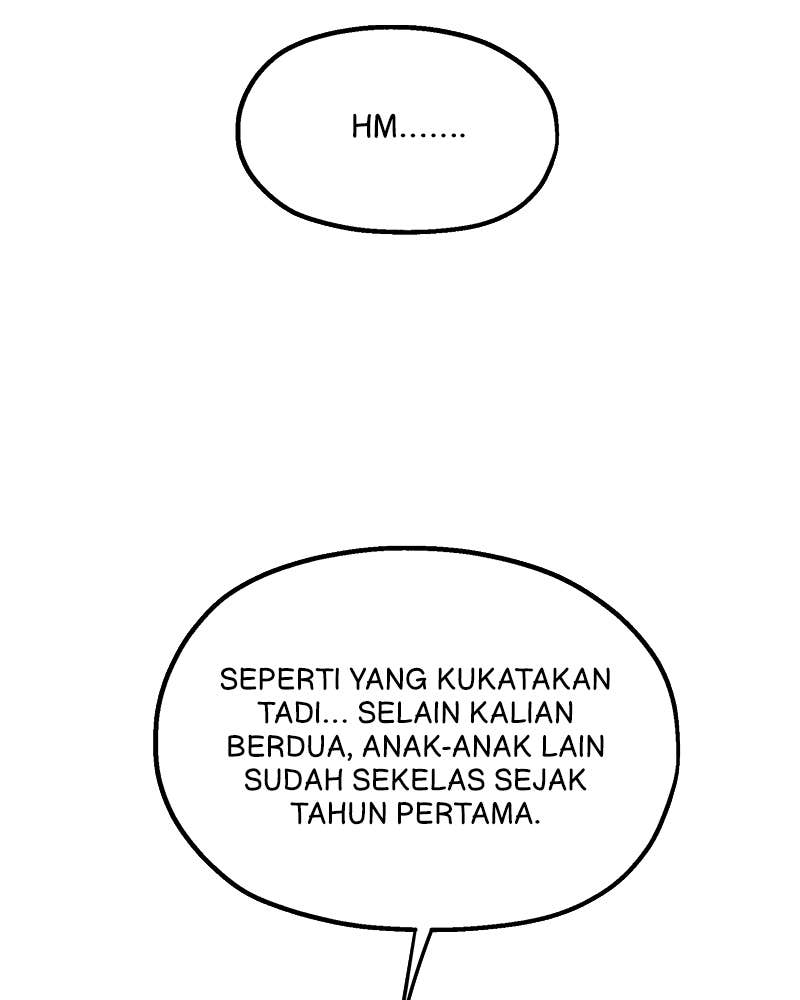 HM.......
SEPERTI YANG KUKATAKAN
TADI... SELAIN KALIAN
BERDUA, ANAK-ANAK LAIN
SUDAH SEKELAS SEJAK
TAHUN PERTAMA.